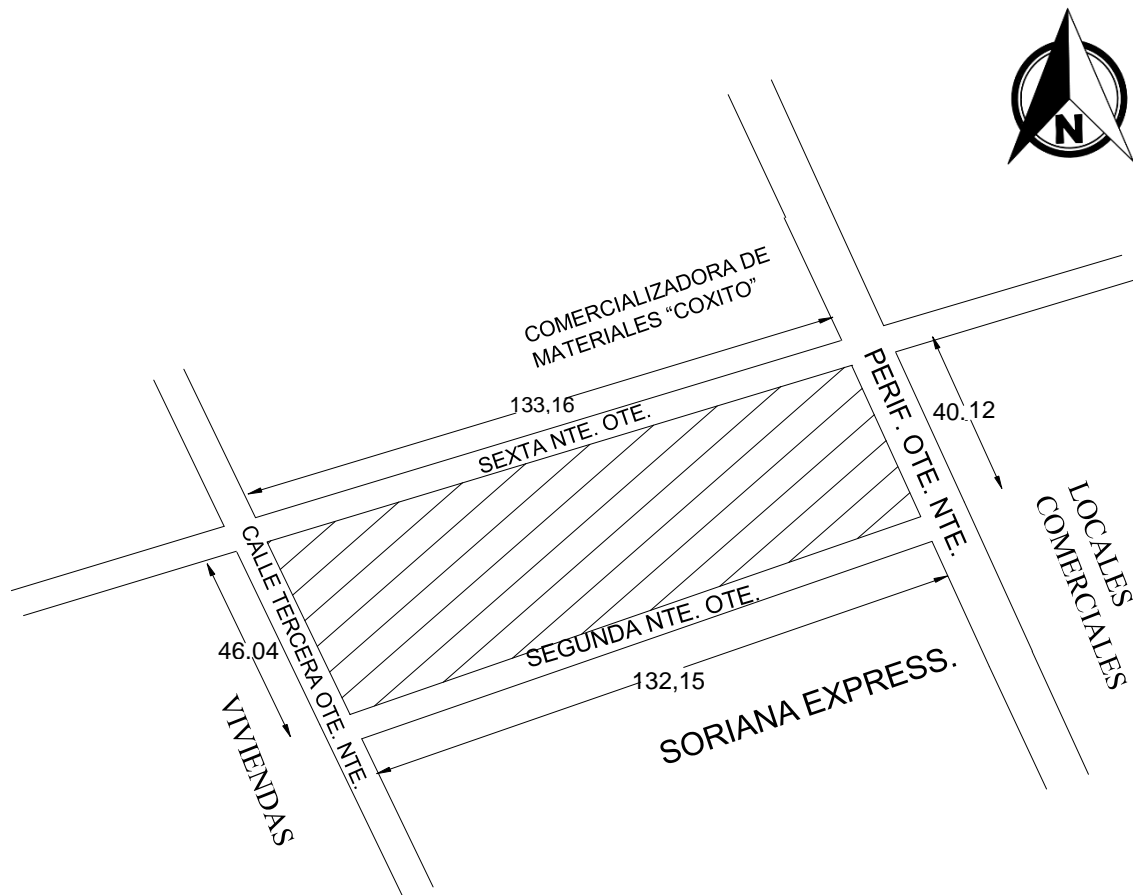 N
COMERCIALIZADORA DE
MATERIALES “COXITO”
133,16
SEXTA NTE. OTE.
PERIF. OTE. NTE.
40.12
LOCALES
COMERCIALES
CALLE TERCERA OTE. NTE.
46.04
VIVIENDAS
SEGUNDA NTE. OTE.
132,15
SORIANA EXPRESS.